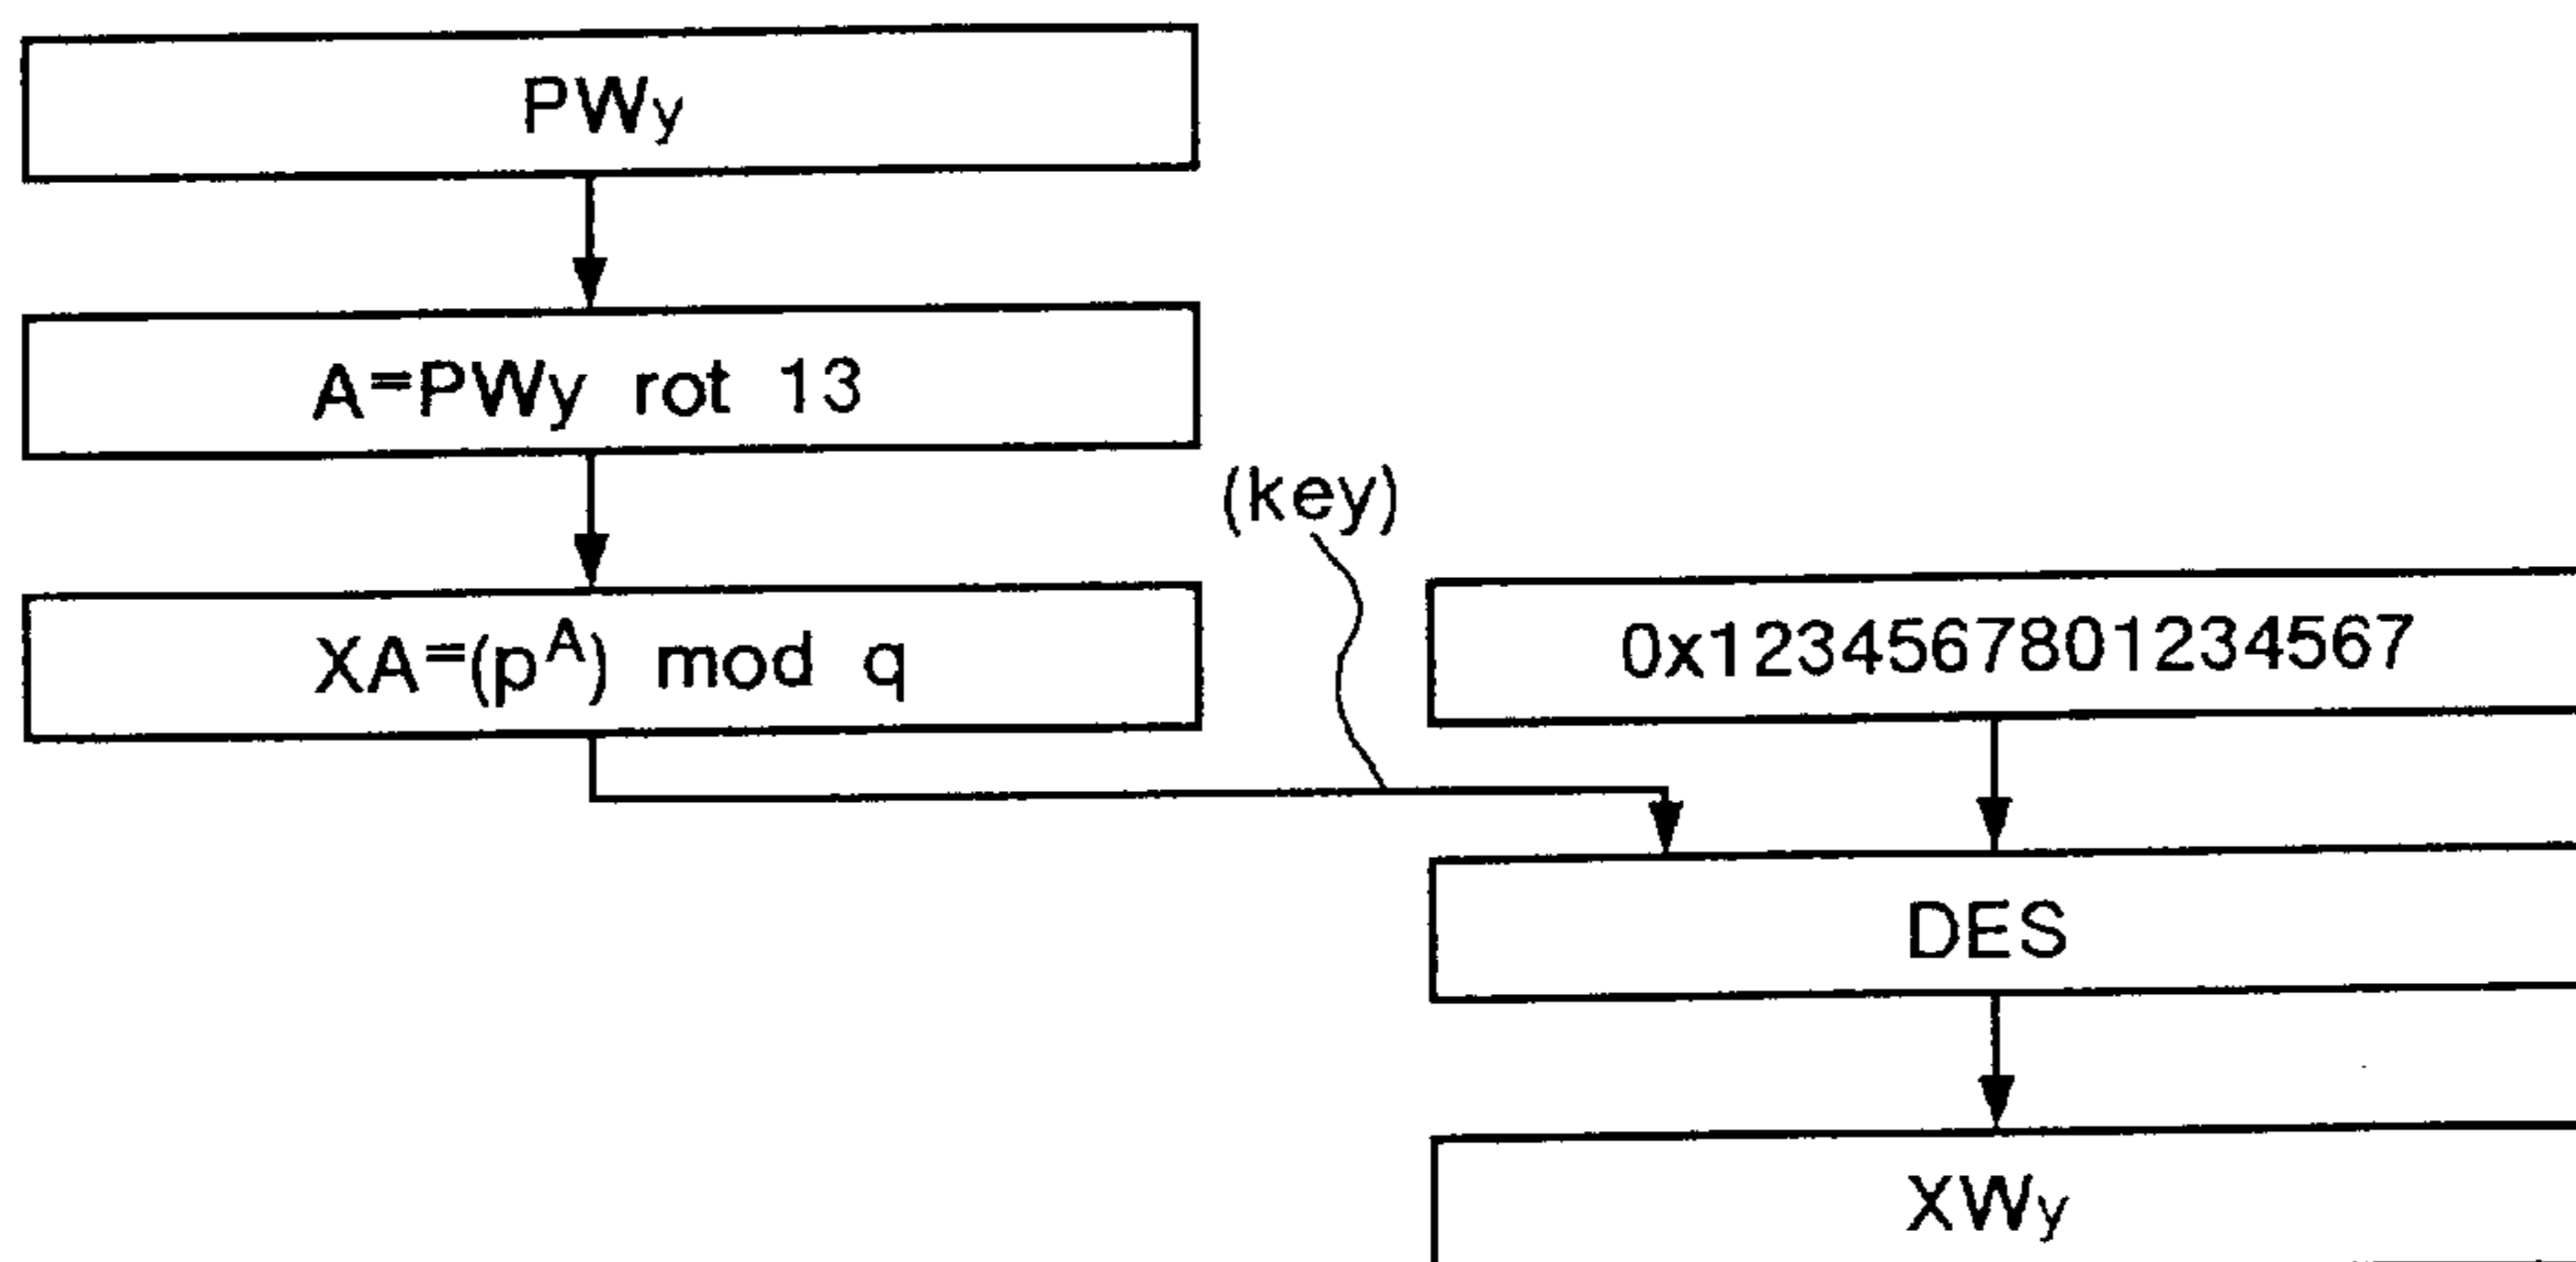 PWy
A=PWy rot 13
(key)
XA=(p^A) mod q
0x1234567801234567
DES
XWy